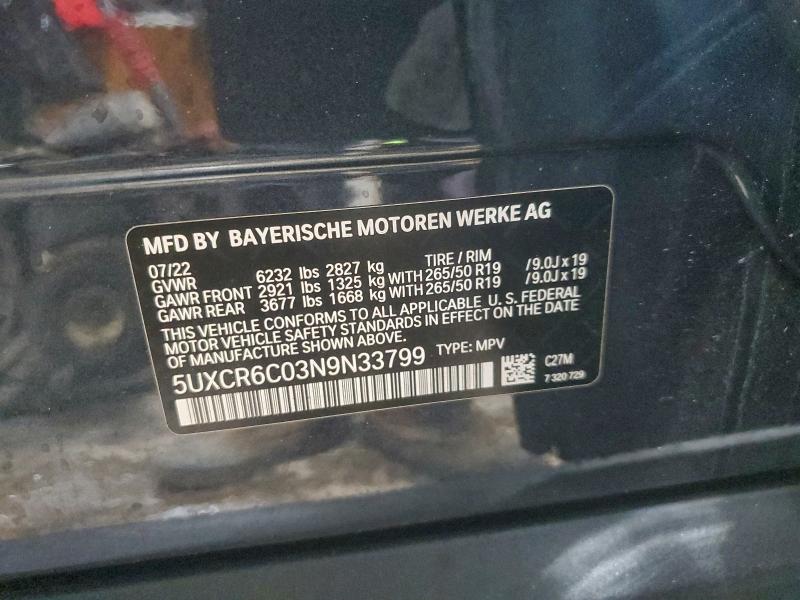 MFD BY BAYERISCHE MOTOREN WERKE AG
07/22 TIRE / RIM
GVWR 6232 lbs 2827 kg
GAWR FRONT 2921 lbs 1325 kg WITH 265/50 R19 /9.0J x 19
GAWR REAR 3677 lbs 1668 kg WITH 265/50 R19 /9.0J x 19
THIS VEHICLE CONFORMS TO ALL APPLICABLE U. S. FEDERAL
MOTOR VEHICLE SAFETY STANDARDS IN EFFECT ON THE DATE
OF MANUFACTURE SHOWN ABOVE.
5UXCR6C03N9N33799 TYPE: MPV
C27M
7 320 729